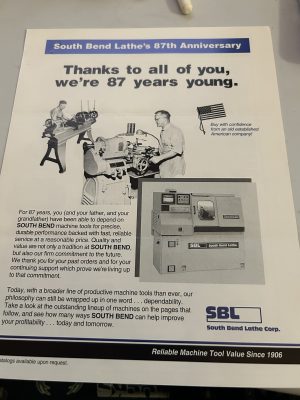 South Bend Lathe's 87th Anniversary
Thanks to all of you,
we're 87 years young.
Buy with confidence
from an old established
American company!
For 87 years, you (and your father, and your
grandfather) have been able to depend on
SOUTH BEND machine tools for precise,
durable performance backed with fast, reliable
service at a reasonable price. Quality and
value are not only a tradition at SOUTH BEND,
but also our firm commitment to the future.
We thank you for your past orders and for your
continuing support which prove we're living up
to that commitment.
Today, with a broader line of productive machine tools than ever, our
philosophy can still be wrapped up in one word . . . dependability.
Take a look at the outstanding lineup of machines on the pages that
follow, and see how many ways SOUTH BEND can help improve
your profitability . . . today and tomorrow.
SBL
South Bend Lathe
SBL
South Bend Lathe Corp.
Reliable Machine Tool Value Since 1906
catalogs available upon request.